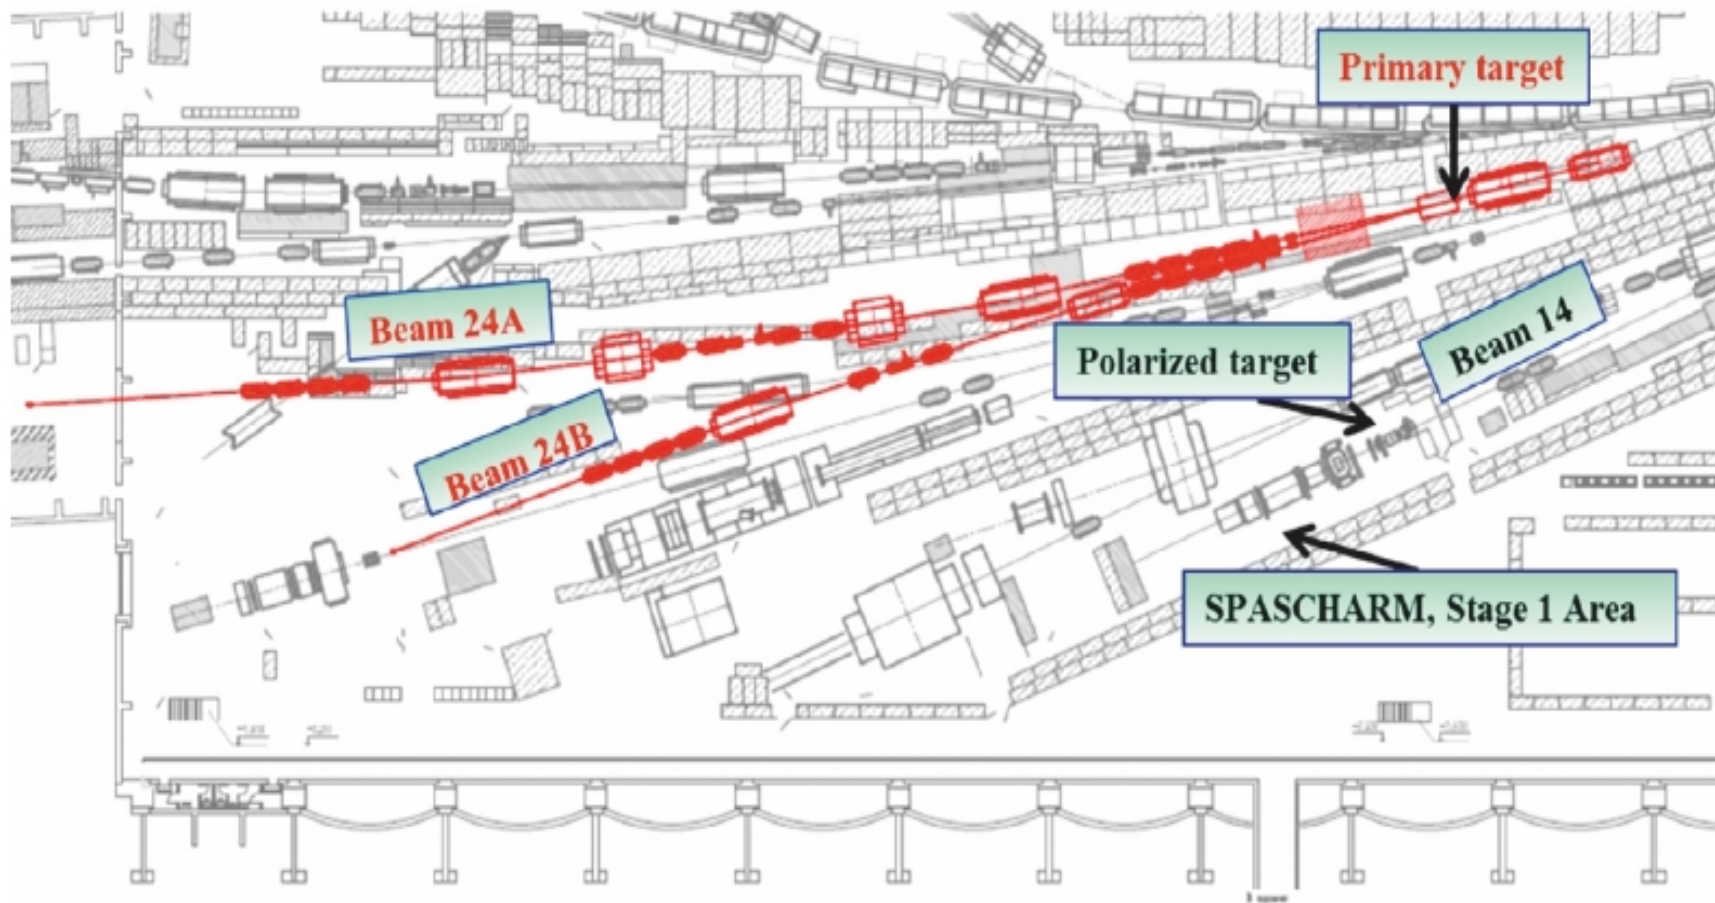 Primary target
Beam 24A
Beam 14
Polarized target
Beam 24B
SPASCHARM, Stage 1 Area